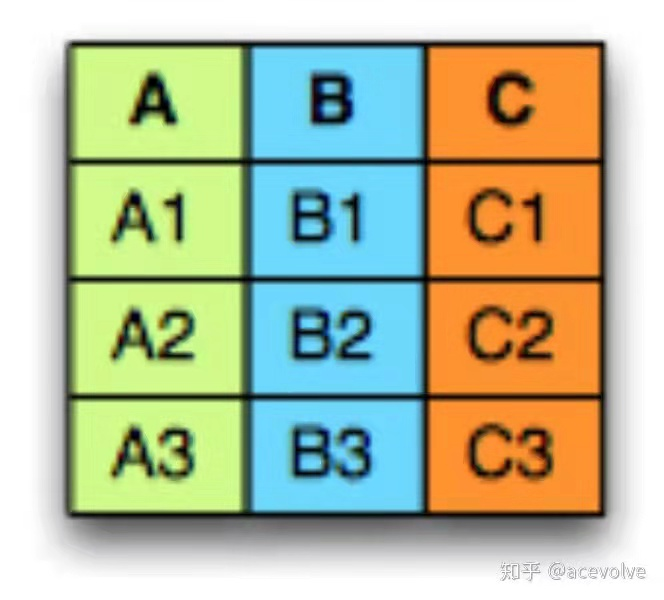 A B C
A1 B1 C1
A2 B2 C2
A3 B3 C3
知乎 @acevolve